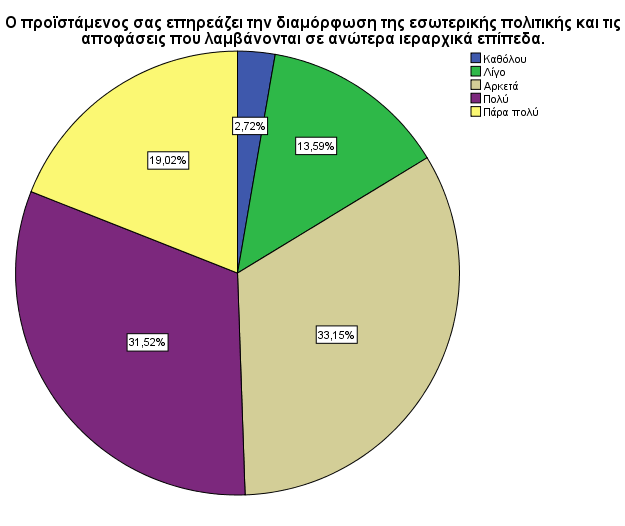 Ο προϊστάμενος σας επηρεάζει την διαμόρφωση της εσωτερικής πολιτικής και τις
αποφάσεις που λαμβάνονται σε ανώτερα ιεραρχικά επίπεδα.
Καθόλου
Λίγο
Αρκετά
Πολύ
Πάρα πολύ
2,72%
13,59%
19,02%
33,15%
31,52%